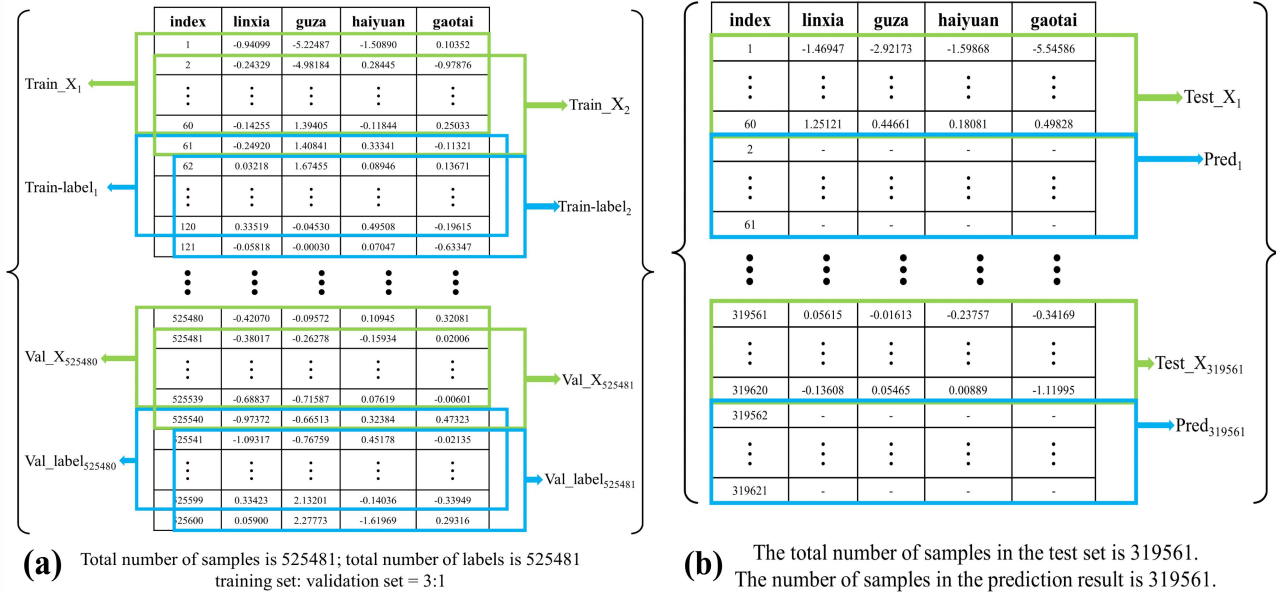 index linxia guza haiyuan gaotai
1 -0.94099 -5.22487 -1.50890 0.10352
2 -0.24329 -4.98184 0.28445 -0.97876
60 -0.14255 1.39405 -0.11844 0.25033
61 -0.24920 1.40841 0.33341 -0.11321
62 0.03218 1.67455 0.08946 0.13671
120 0.33519 -0.04530 0.49508 -0.19615
121 -0.05818 -0.00030 0.07047 -0.63347
525480 -0.42070 -0.09572 0.10945 0.32081
525481 -0.38017 -0.26278 -0.15934 0.02006
525539 -0.68837 -0.71587 0.07619 -0.00601
525540 -0.97372 -0.66513 0.32384 0.47323
525541 -1.09317 -0.76759 0.45178 -0.02135
525599 0.33423 2.13201 -0.14036 -0.33949
525600 0.05900 2.27773 -1.61969 0.29316
Train_X1
Train_X2
Train-label1
Train-label2
Val_X525480
Val_X525481
Val_label525480
Val_label525481
(a) Total number of samples is 525481; total number of labels is 525481
training set: validation set = 3:1
index linxia guza haiyuan gaotai
1 -1.46947 -2.92173 -1.59868 -5.54586
60 1.25121 0.44661 0.18081 0.49828
2 - - - -
61 - - - -
319561 0.05615 -0.01613 -0.23757 -0.34169
319620 -0.13608 0.05465 0.00889 -1.11995
319562 - - - -
319621 - - - -
Test_X1
Pred1
Test_X319561
Pred319561
(b) The total number of samples in the test set is 319561.
The number of samples in the prediction result is 319561.